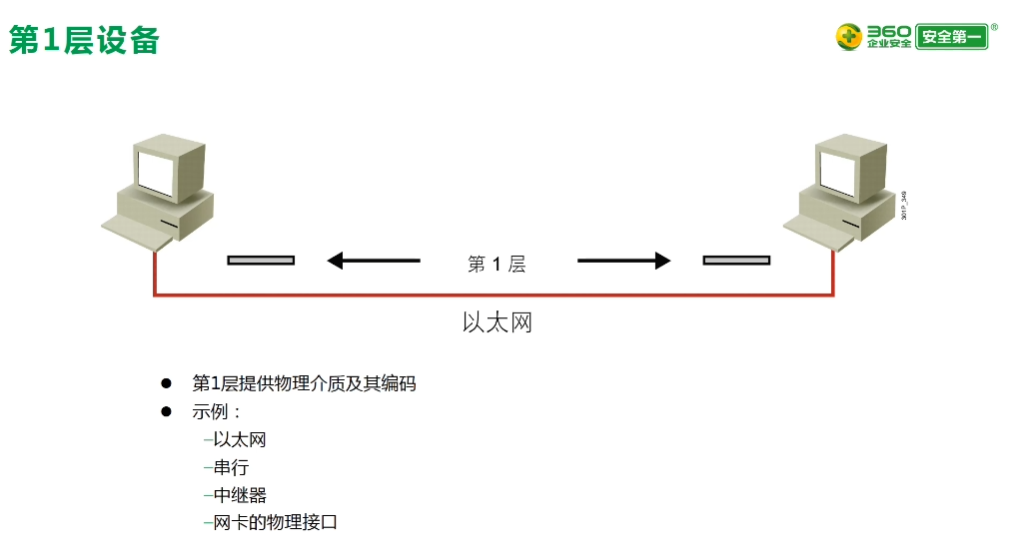 第1层设备
360
企业安全
安全第一®
301P_349
第 1 层
以太网
● 第1层提供物理介质及其编码
● 示例：
–以太网
–串行
–中继器
–网卡的物理接口